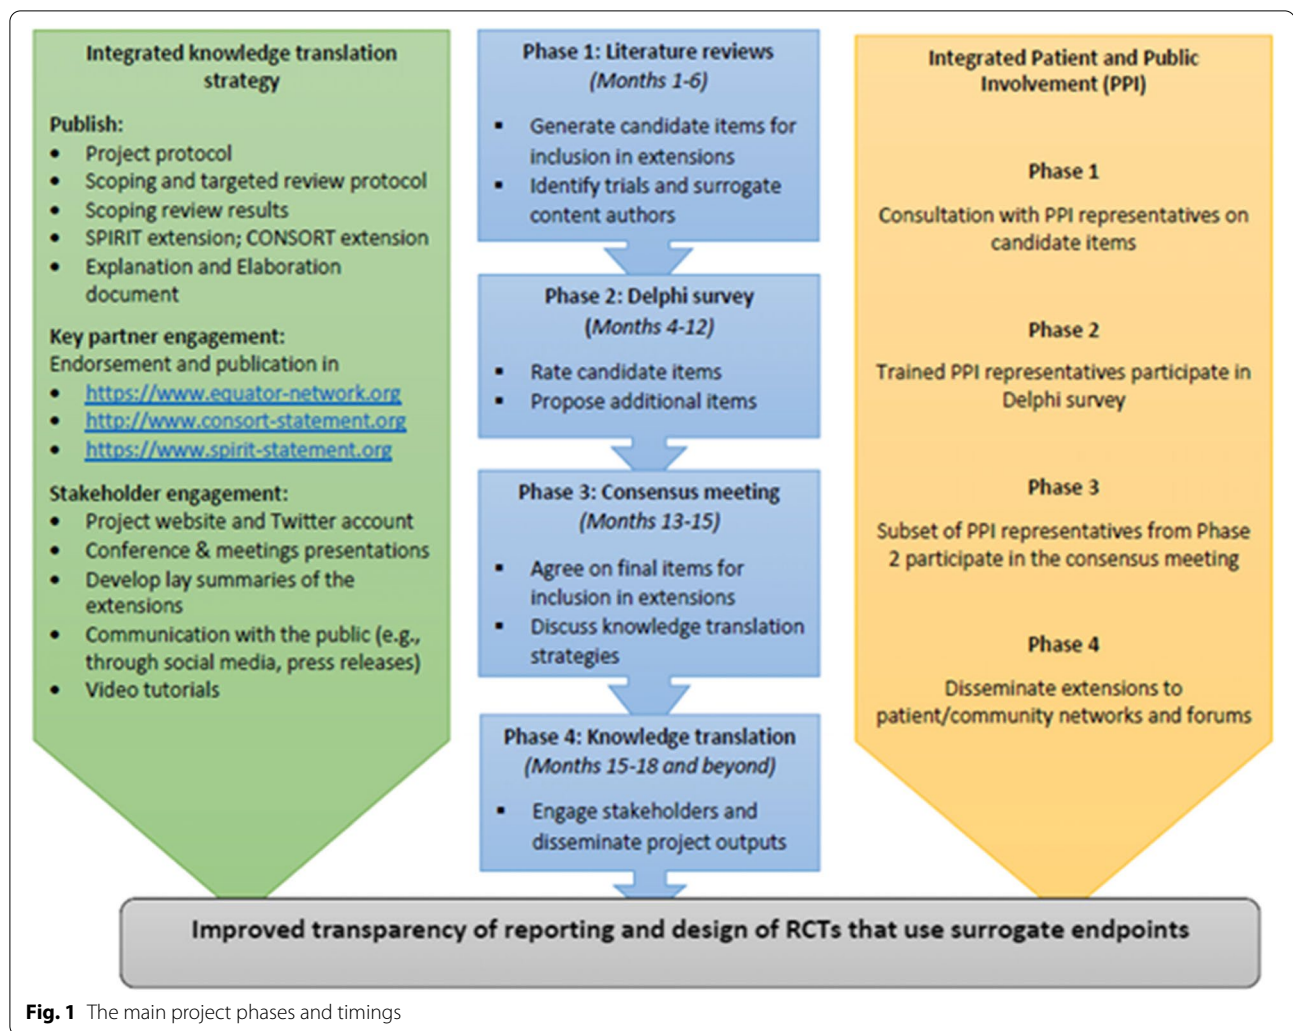 Integrated knowledge translation
strategy
Publish:
• Project protocol
• Scoping and targeted review protocol
• Scoping review results
• SPIRIT extension; CONSORT extension
• Explanation and Elaboration
document
Key partner engagement:
Endorsement and publication in
• https://www.equator-network.org
• http://www.consort-statement.org
• https://www.spirit-statement.org
Stakeholder engagement:
• Project website and Twitter account
• Conference & meetings presentations
• Develop lay summaries of the
extensions
• Communication with the public (e.g.,
through social media, press releases)
• Video tutorials
Phase 1: Literature reviews
(Months 1-6)
▪ Generate candidate items for
inclusion in extensions
▪ Identify trials and surrogate
content authors
Phase 2: Delphi survey
(Months 4-12)
▪ Rate candidate items
▪ Propose additional items
Phase 3: Consensus meeting
(Months 13-15)
▪ Agree on final items for
inclusion in extensions
▪ Discuss knowledge translation
strategies
Phase 4: Knowledge translation
(Months 15-18 and beyond)
▪ Engage stakeholders and
disseminate project outputs
Integrated Patient and Public
Involvement (PPI)
Phase 1
Consultation with PPI representatives on
candidate items
Phase 2
Trained PPI representatives participate in
Delphi survey
Phase 3
Subset of PPI representatives from Phase
2 participate in the consensus meeting
Phase 4
Disseminate extensions to
patient/community networks and forums
Improved transparency of reporting and design of RCTs that use surrogate endpoints
Fig. 1 The main project phases and timings